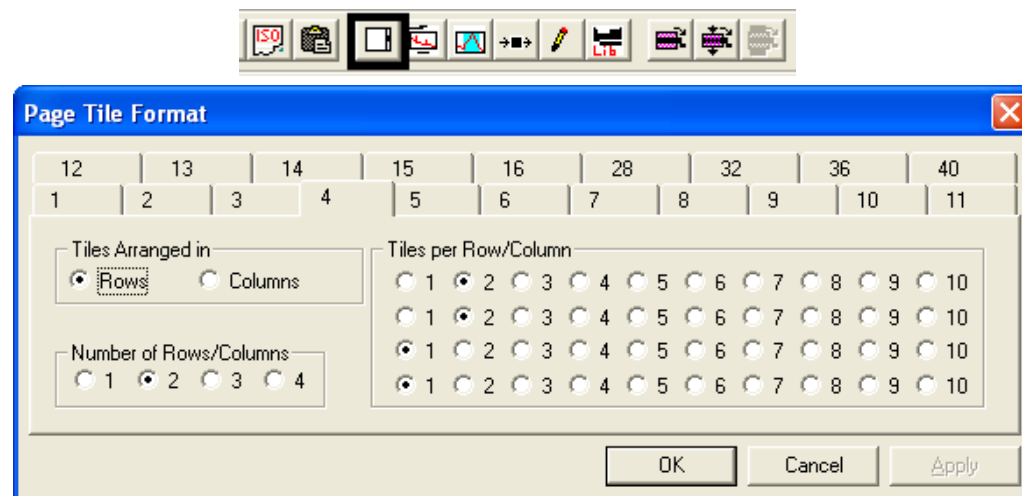 ISO Lib
Page Tile Format
12 13 14 15 16 28 32 36 40
1 2 3 4 5 6 7 8 9 10 11
Tiles Arranged in
Rows Columns
Number of Rows/Columns
1 2 3 4
Tiles per Row/Column
1 2 3 4 5 6 7 8 9 10
1 2 3 4 5 6 7 8 9 10
1 2 3 4 5 6 7 8 9 10
1 2 3 4 5 6 7 8 9 10
OK Cancel Apply